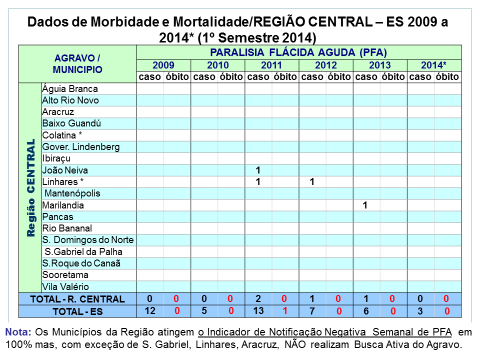 Dados de Morbidade e Mortalidade/REGIÃO CENTRAL – ES 2009 a
2014* (1º Semestre 2014)
AGRAVO / PARALISIA FLÁCIDA AGUDA (PFA)
MUNICIPIO 2009 2010 2011 2012 2013 2014*
caso óbito caso óbito caso óbito caso óbito caso óbito caso óbito
Região CENTRAL
Águia Branca
Alto Rio Novo
Aracruz
Baixo Guandú
Colatina *
Gover. Lindenberg
Ibiraçu
João Neiva 1
Linhares * 1 1
Mantenópolis
Marilandia 1
Pancas
Rio Bananal
S. Domingos do Norte
S.Gabriel da Palha
S.Roque do Canaã
Sooretama
Vila Valério
TOTAL - R. CENTRAL 0 0 0 0 2 0 1 0 1 0 0 0
TOTAL - ES 12 0 5 0 13 1 7 0 6 0 3 0
Nota: Os Municípios da Região atingem o Indicador de Notificação Negativa Semanal de PFA em
100% mas, com exceção de S. Gabriel, Linhares, Aracruz, NÃO realizam Busca Ativa do Agravo.